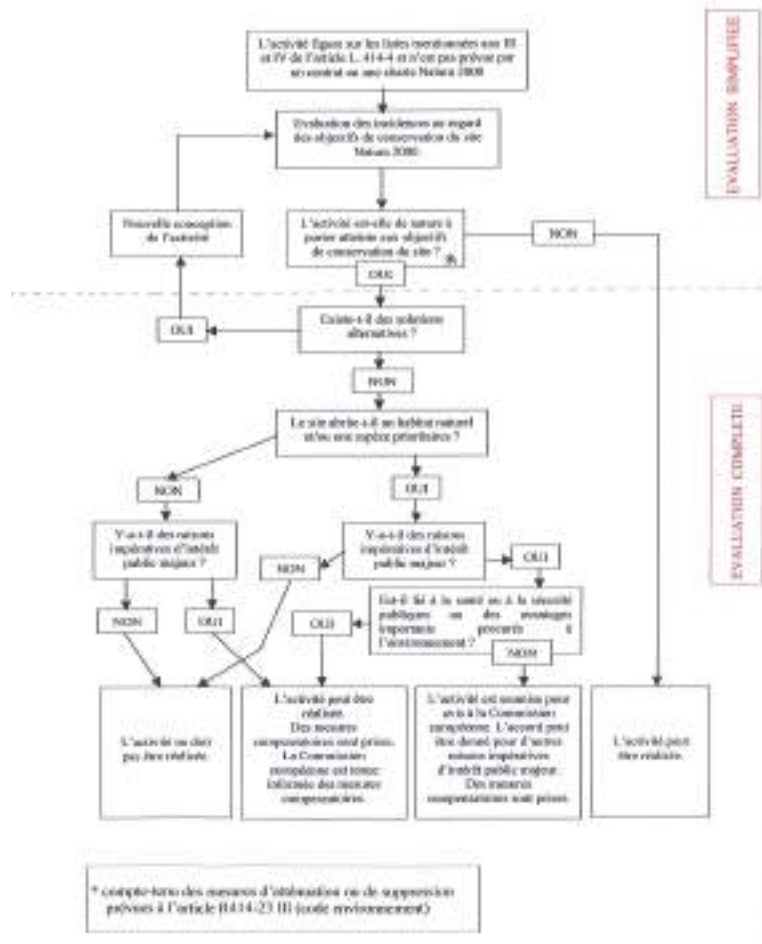 L'activité figure sur les listes mentionnées aux III
et IV de l'article L. 414-4 et n'est pas prévue par
un contrat ou une charte Natura 2000
EVALUATION SIMPLIFIEE
Evaluation des incidences au regard
des objectifs de conservation du site
Natura 2000
Nouvelle conception
de l'activité
L'activité est-elle de nature à
porter atteinte aux objectifs
de conservation du site ? *
NON
OUI
Existe-t-il des solutions
alternatives ?
OUI
NON
Le site abrite-t-il un habitat naturel
et/ou une espèce prioritaires ?
EVALUATION COMPLETE
NON
OUI
Y-a-t-il des raisons
impératives d'intérêt
public majeur ?
Y-a-t-il des raisons
impératives d'intérêt
public majeur ?
NON
OUI
Est-il lié à la santé ou à la sécurité
publiques ou des avantages
importants procurés à
l'environnement ?
NON
OUI
OUI
NON
L'activité ne doit
pas être réalisée.
L'activité peut être
réalisée.
Des mesures
compensatoires sont prises.
La Commission
européenne est tenue
informée des mesures
compensatoires.
L'activité est soumise pour
avis à la Commission
européenne. L'accord peut
être donné pour d'autres
raisons impératives
d'intérêt public majeur.
Des mesures
compensatoires sont prises.
L'activité peut
être réalisée.
* compte-tenu des mesures d'atténuation ou de suppression
prévues à l'article R414-23 III (code environnement)